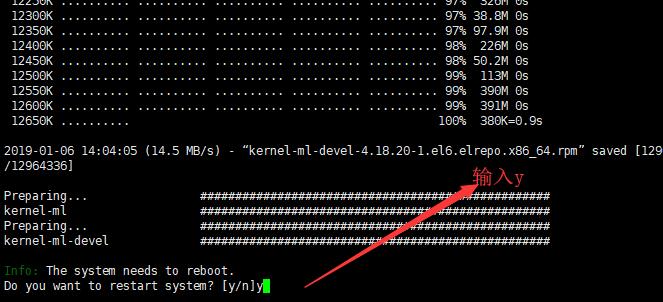 12250K .......... .......... .......... .......... .......... 97%  326M 0s
12300K .......... .......... .......... .......... .......... 97% 38.8M 0s
12350K .......... .......... .......... .......... .......... 97% 97.9M 0s
12400K .......... .......... .......... .......... .......... 98%  226M 0s
12450K .......... .......... .......... .......... .......... 98% 50.2M 0s
12500K .......... .......... .......... .......... .......... 99%  113M 0s
12550K .......... .......... .......... .......... .......... 99%  390M 0s
12600K .......... .......... .......... .......... .......... 99%  391M 0s
12650K .......... 100%  380K=0.9s
2019-01-06 14:04:05 (14.5 MB/s) - “kernel-ml-devel-4.18.20-1.el6.elrepo.x86_64.rpm” saved [129
/12964336]
输入y
Preparing... ##################################################
kernel-ml ##################################################
Preparing... ##################################################
kernel-ml-devel ##################################################
Info: The system needs to reboot.
Do you want to restart system? [y/n]y